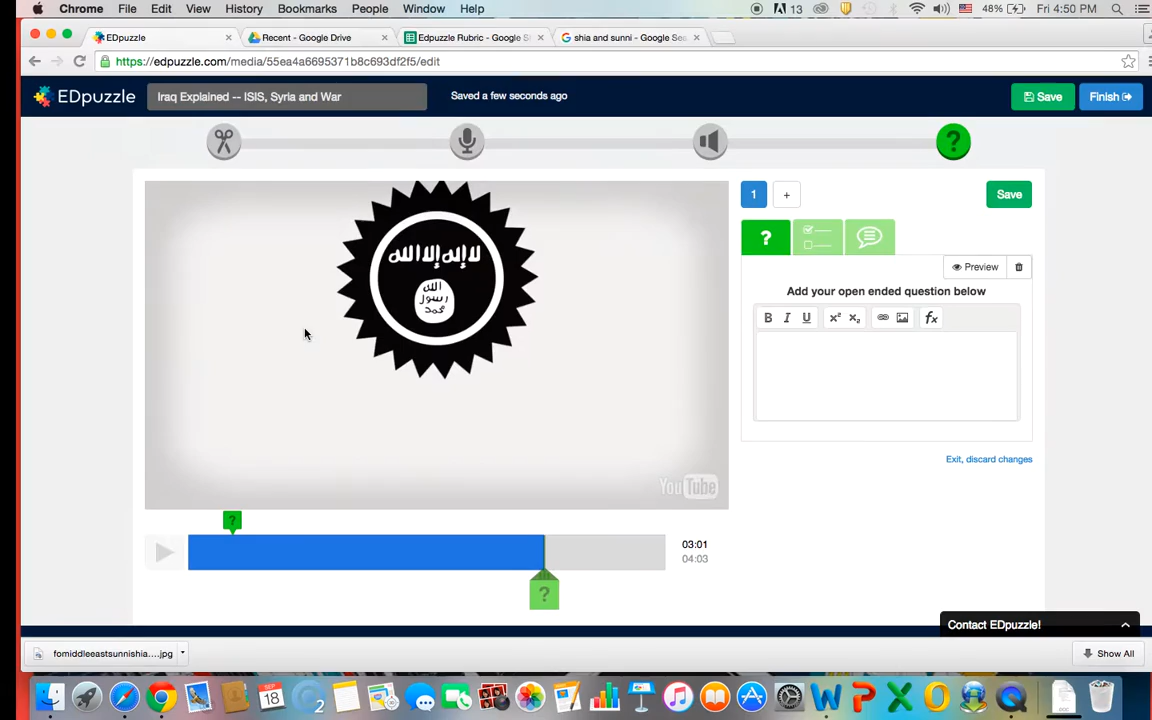 Chrome File Edit View History Bookmarks People Window Help 13 48% Fri 4:50 PM
EDpuzzle Recent - Google Drive Edpuzzle Rubric - Google S shia and sunni - Google Sea
https://edpuzzle.com/media/55ea4a6695371b8c693df2f5/edit
EDpuzzle Iraq Explained -- ISIS, Syria and War Saved a few seconds ago Save Finish
?
1 + Save
?
Preview
Add your open ended question below
B I U x² x₂ fx
لا إله إلا الله
الله
رسول
محمد
YouTube
Exit, discard changes
?
03:01
04:03
?
Contact EDpuzzle!
fomiddleeastsunnishia....jpg Show All
SEP
18
2